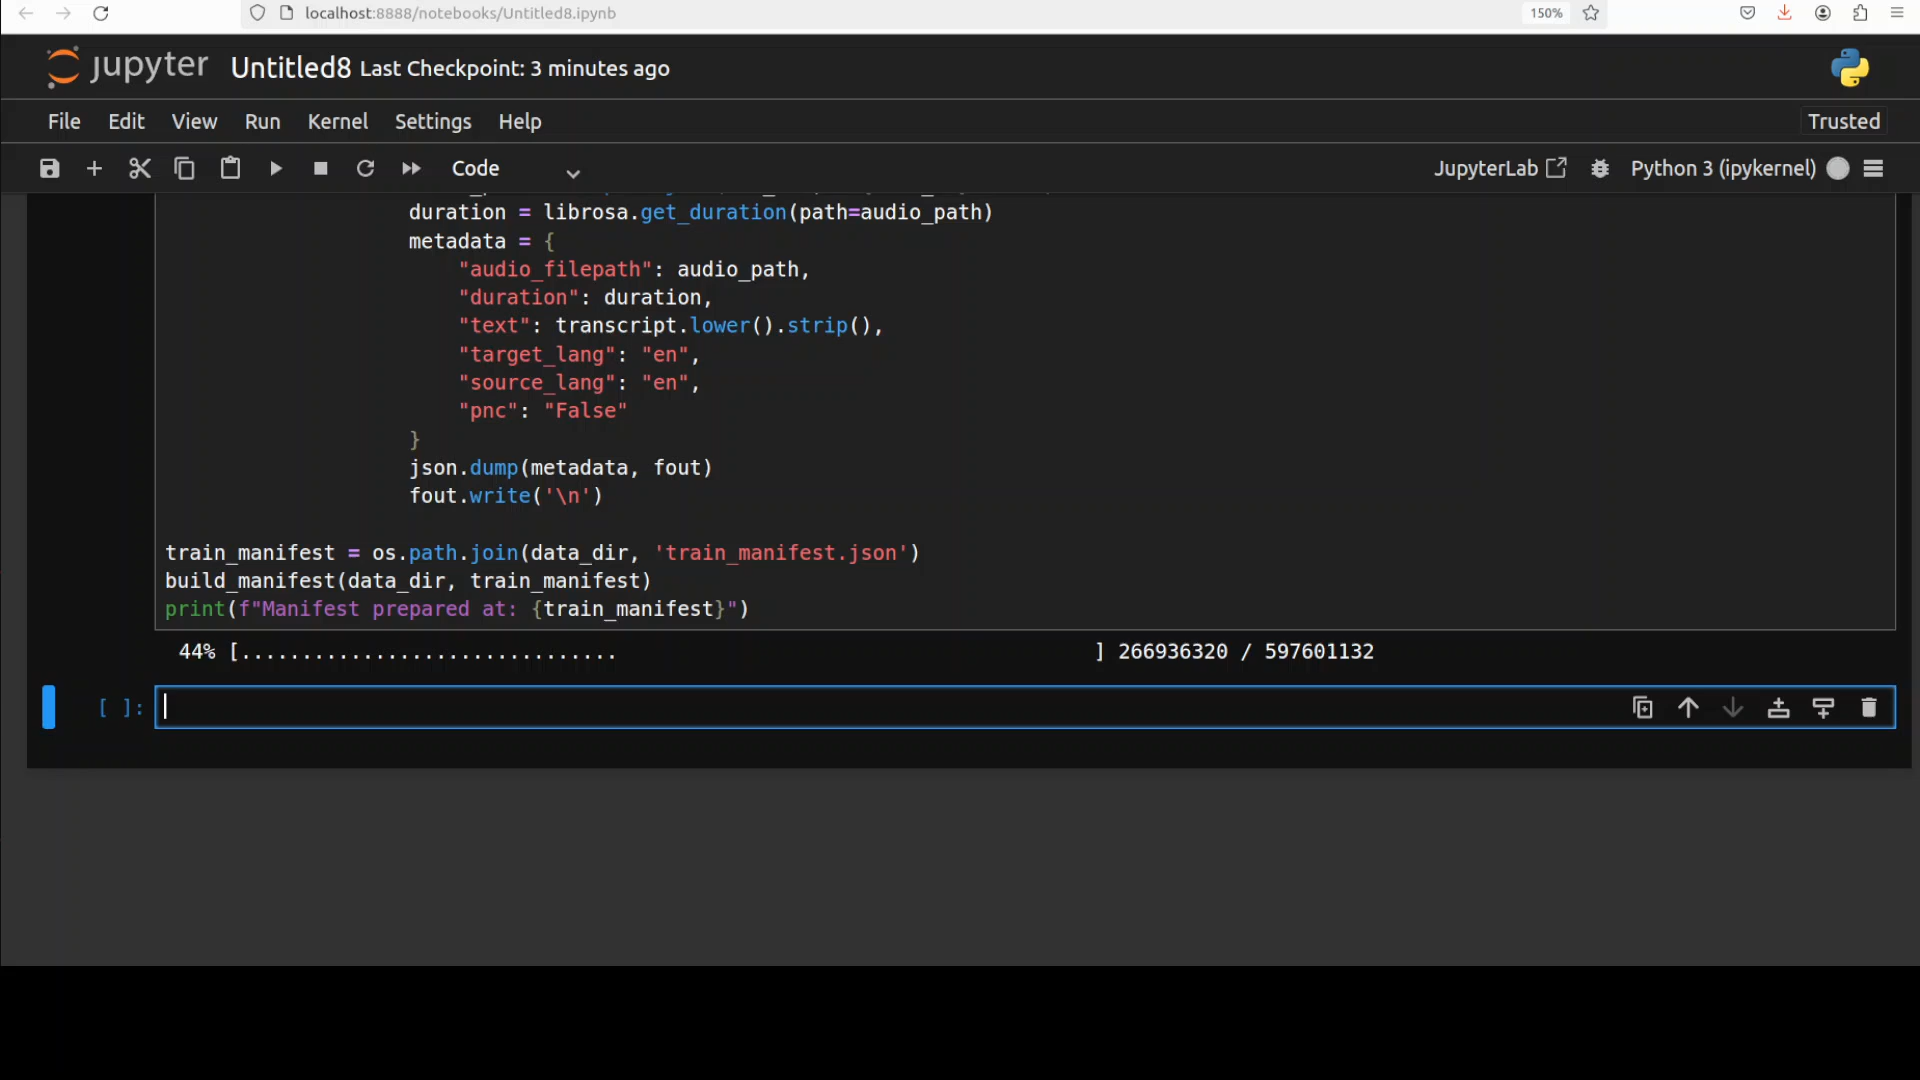 localhost:8888/notebooks/Untitled8.ipynb
150%
jupyter Untitled8 Last Checkpoint: 3 minutes ago
File Edit View Run Kernel Settings Help
Trusted
Code
JupyterLab
Python 3 (ipykernel)
duration = librosa.get_duration(path=audio_path)
metadata = {
"audio_filepath": audio_path,
"duration": duration,
"text": transcript.lower().strip(),
"target_lang": "en",
"source_lang": "en",
"pnc": "False"
}
json.dump(metadata, fout)
fout.write('\n')
train_manifest = os.path.join(data_dir, 'train_manifest.json')
build_manifest(data_dir, train_manifest)
print(f"Manifest prepared at: {train_manifest}")
44% [............................... ] 266936320 / 597601132
[ ]: